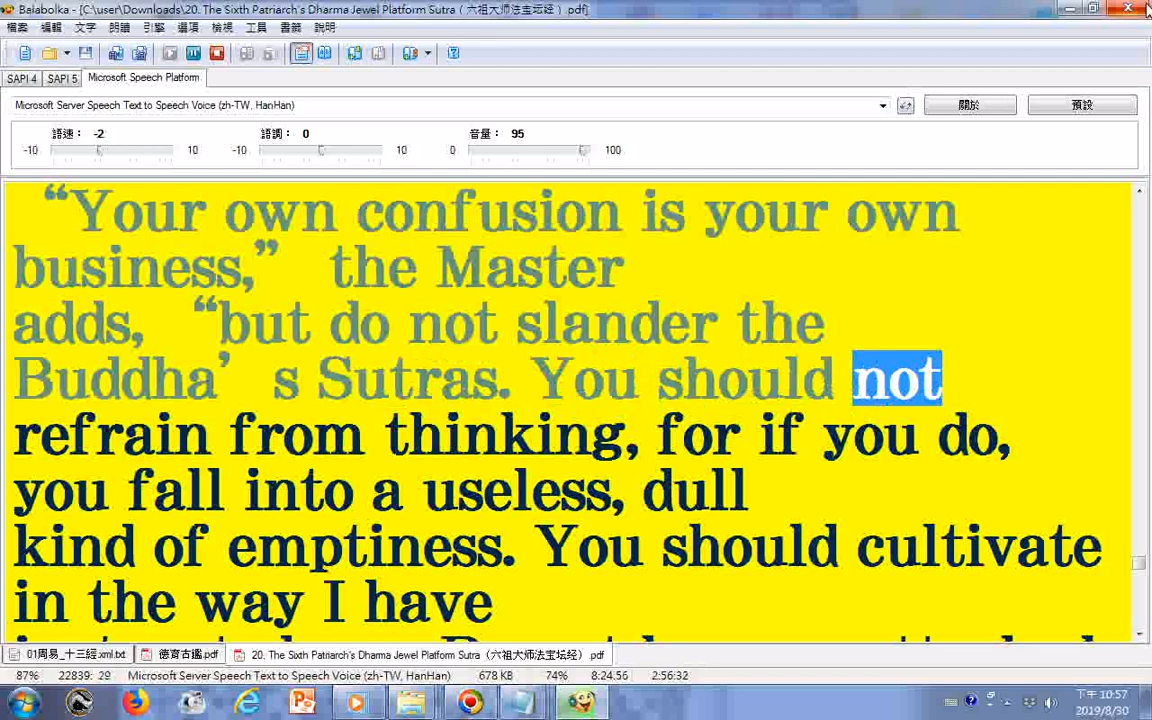 Balabolka - [C:\user\Downloads\20. The Sixth Patriarch's Dharma Jewel Platform Sutra（六祖大师法宝坛经）pdf]
檔案 編輯 文字 朗讀 引擎 選項 檢視 工具 書籤 說明
SAPI 4 SAPI 5 Microsoft Speech Platform
Microsoft Server Speech Text to Speech Voice (zh-TW, HanHan) 關於 預設
語速： -2 語調： 0 音量： 95
-10 10 -10 10 0 100
“Your own confusion is your own
business,” the Master
adds, “but do not slander the
Buddha’s Sutras. You should not
refrain from thinking, for if you do,
you fall into a useless, dull
kind of emptiness. You should cultivate
in the way I have
01周易_十三經.xml.txt 德育古鑑.pdf 20. The Sixth Patriarch's Dharma Jewel Platform Sutra（六祖大师法宝坛经）.pdf
87% 22839: 29 Microsoft Server Speech Text to Speech Voice (zh-TW, HanHan) 678 KB 74% 8:24:56 2:56:32
下午 10:57
2019/8/30